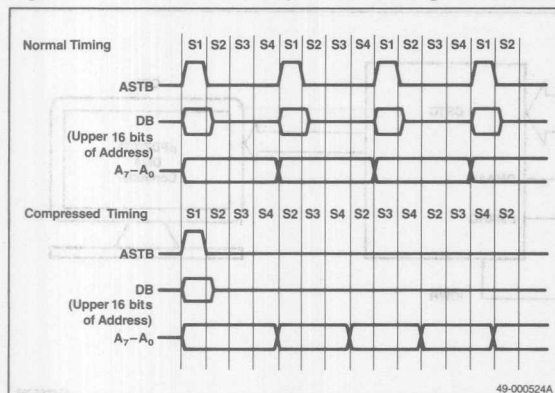 Normal Timing
S1 S2 S3 S4 S1 S2 S3 S4 S1 S2 S3 S4 S1 S2
ASTB
DB
(Upper 16 bits
of Address)
A₇–A₀
Compressed Timing
S1 S2 S3 S4 S2 S3 S4 S2 S3 S4 S2 S3 S4 S2
ASTB
DB
(Upper 16 bits
of Address)
A₇–A₀
49-000524A